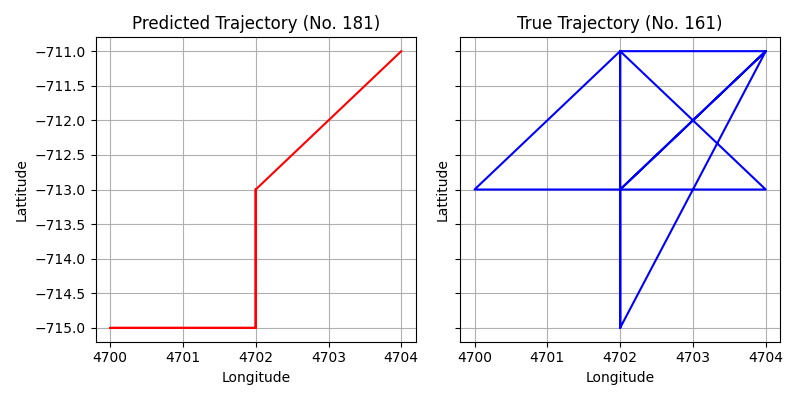 Predicted Trajectory (No. 181)
True Trajectory (No. 161)
−711.0
−711.5
−712.0
−712.5
−713.0
−713.5
−714.0
−714.5
−715.0
Lattitude
Lattitude
4700 4701 4702 4703 4704
4700 4701 4702 4703 4704
Longitude
Longitude